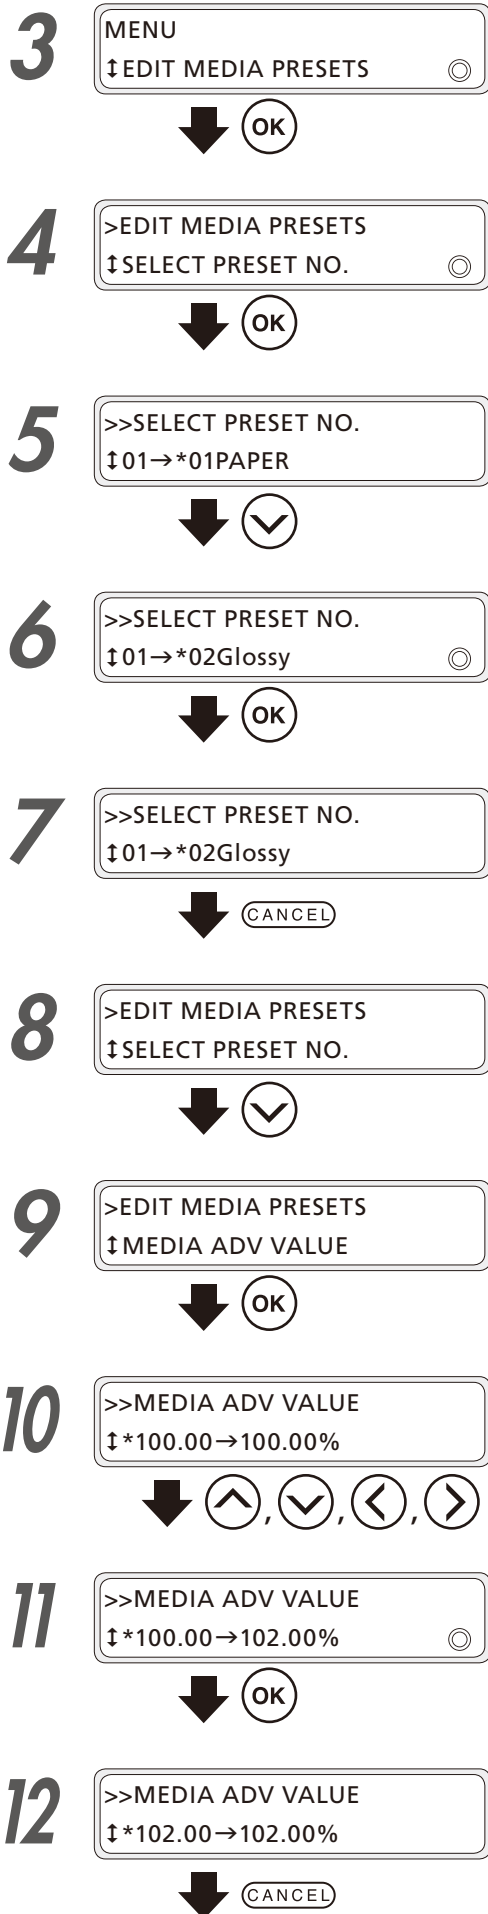 3
MENU
↕EDIT MEDIA PRESETS ◎
OK
4
>EDIT MEDIA PRESETS
↕SELECT PRESET NO. ◎
OK
5
>>SELECT PRESET NO.
↕01→*01PAPER
6
>>SELECT PRESET NO.
↕01→*02Glossy ◎
OK
7
>>SELECT PRESET NO.
↕01→*02Glossy
CANCEL
8
>EDIT MEDIA PRESETS
↕SELECT PRESET NO.
9
>EDIT MEDIA PRESETS
↕MEDIA ADV VALUE
OK
10
>>MEDIA ADV VALUE
↕*100.00→100.00%
, , ,
11
>>MEDIA ADV VALUE
↕*100.00→102.00% ◎
OK
12
>>MEDIA ADV VALUE
↕*102.00→102.00%
CANCEL